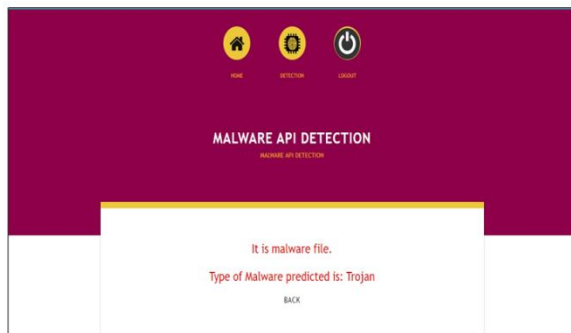 HOME DETECTION LOGOUT
MALWARE API DETECTION
MALWARE API DETECTION
It is malware file.
Type of Malware predicted is: Trojan
BACK